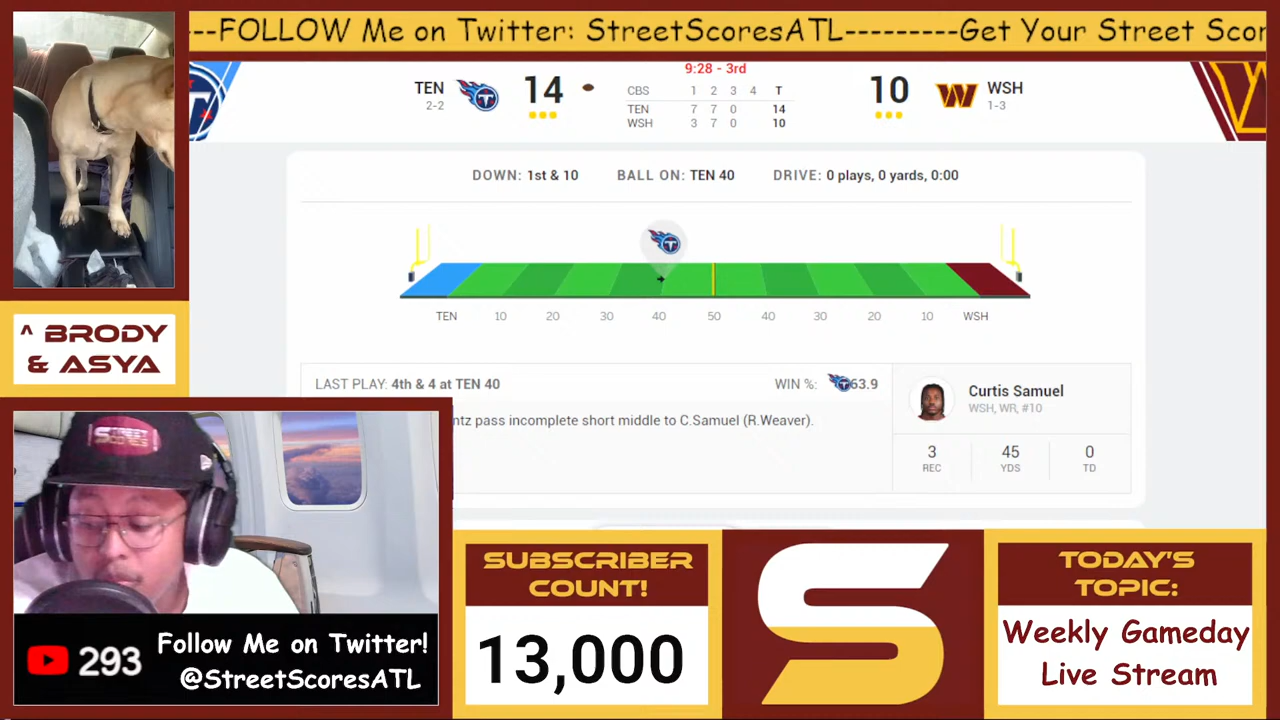 ---FOLLOW Me on Twitter: StreetScoresATL---------Get Your Street Scor
TEN
2-2
14
9:28 - 3rd
CBS 1 2 3 4 T
TEN 7 7 0 14
WSH 3 7 0 10
10
WSH
1-3
DOWN: 1st & 10 BALL ON: TEN 40 DRIVE: 0 plays, 0 yards, 0:00
TEN 10 20 30 40 50 40 30 20 10 WSH
LAST PLAY: 4th & 4 at TEN 40
WIN %: 63.9
ntz pass incomplete short middle to C.Samuel (R.Weaver).
Curtis Samuel
WSH, WR, #10
3 45 0
REC YDS TD
^ BRODY
& ASYA
STREET
SCORES
293
Follow Me on Twitter!
@StreetScoresATL
SUBSCRIBER
COUNT!
13,000
S
TODAY'S
TOPIC:
Weekly Gameday
Live Stream